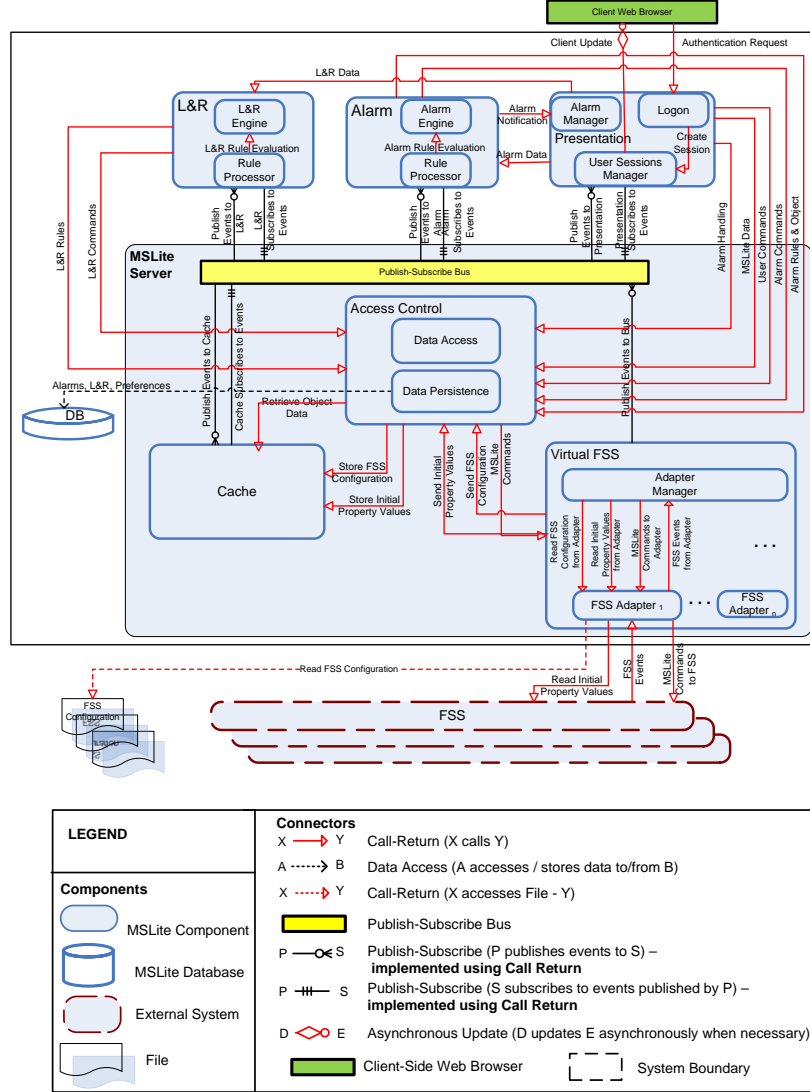 Client Web Browser
Client Update
Authentication Request
L&R Data
L&R
L&R
Engine
L&R Rule Evaluation
Rule
Processor
Alarm
Alarm
Engine
Alarm Rule Evaluation
Rule
Processor
Alarm
Notification
Alarm Data
Alarm
Manager
Presentation
Logon
Create
Session
User Sessions
Manager
L&R Rules
L&R Commands
Publish
Events to
L&R
L&R
Subscribes to
Events
Publish
Events to
Alarm
Alarm
Subscribes to
Events
Publish
Events to
Presentation
Presentation
Subscribes to
Events
Alarm Handling
MSLite Data
User Commands
Alarm Commands
Alarm Rules & Object
MSLite
Server
Publish-Subscribe Bus
Publish Events to Cache
Cache Subscribes to Events
Access Control
Data Access
Data Persistence
Publish Events to Bus
Alarms, L&R, Preferences
DB
Retrieve Object
Data
Cache
Store FSS
Configuration
Store Initial
Property Values
Send Initial
Property Values
Send FSS
Configuration
MSLite
Commands
Virtual FSS
Adapter
Manager
Read FSS
Configuration
from Adapter
Read Initial
Property Values
from Adapter
MSLite
Commands to
Adapter
FSS Events
from Adapter
. . .
FSS Adapter 1
. . .
FSS
Adapter n
Read FSS Configuration
Read Initial
Property Values
FSS
Events
MSLite
Commands
to FSS
FSS
Configuration
FSS
LEGEND
Components
MSLite Component
MSLite Database
External System
File
Connectors
X Y Call-Return (X calls Y)
A B Data Access (A accesses / stores data to/from B)
X Y Call-Return (X accesses File - Y)
Publish-Subscribe Bus
P S Publish-Subscribe (P publishes events to S) –
implemented using Call Return
P S Publish-Subscribe (S subscribes to events published by P) –
implemented using Call Return
D E Asynchronous Update (D updates E asynchronously when necessary)
Client-Side Web Browser
System Boundary